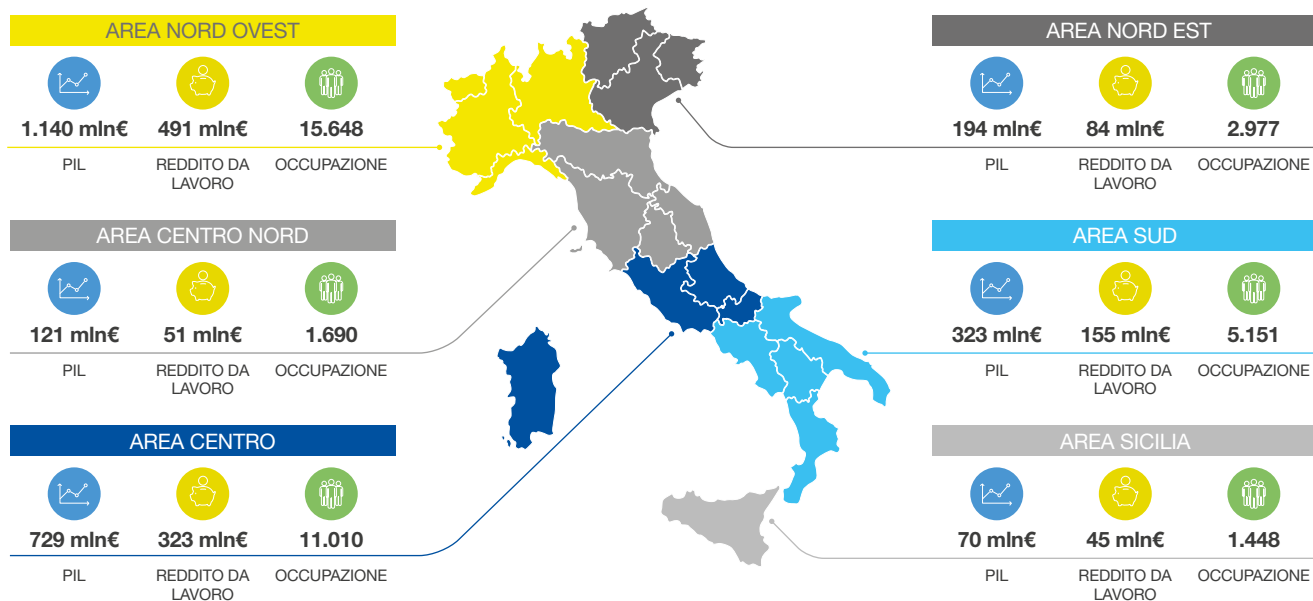 AREA NORD OVEST
1.140 mln€ 491 mln€ 15.648
PIL REDDITO DA LAVORO OCCUPAZIONE
AREA CENTRO NORD
121 mln€ 51 mln€ 1.690
PIL REDDITO DA LAVORO OCCUPAZIONE
AREA CENTRO
729 mln€ 323 mln€ 11.010
PIL REDDITO DA LAVORO OCCUPAZIONE
AREA NORD EST
194 mln€ 84 mln€ 2.977
PIL REDDITO DA LAVORO OCCUPAZIONE
AREA SUD
323 mln€ 155 mln€ 5.151
PIL REDDITO DA LAVORO OCCUPAZIONE
AREA SICILIA
70 mln€ 45 mln€ 1.448
PIL REDDITO DA LAVORO OCCUPAZIONE